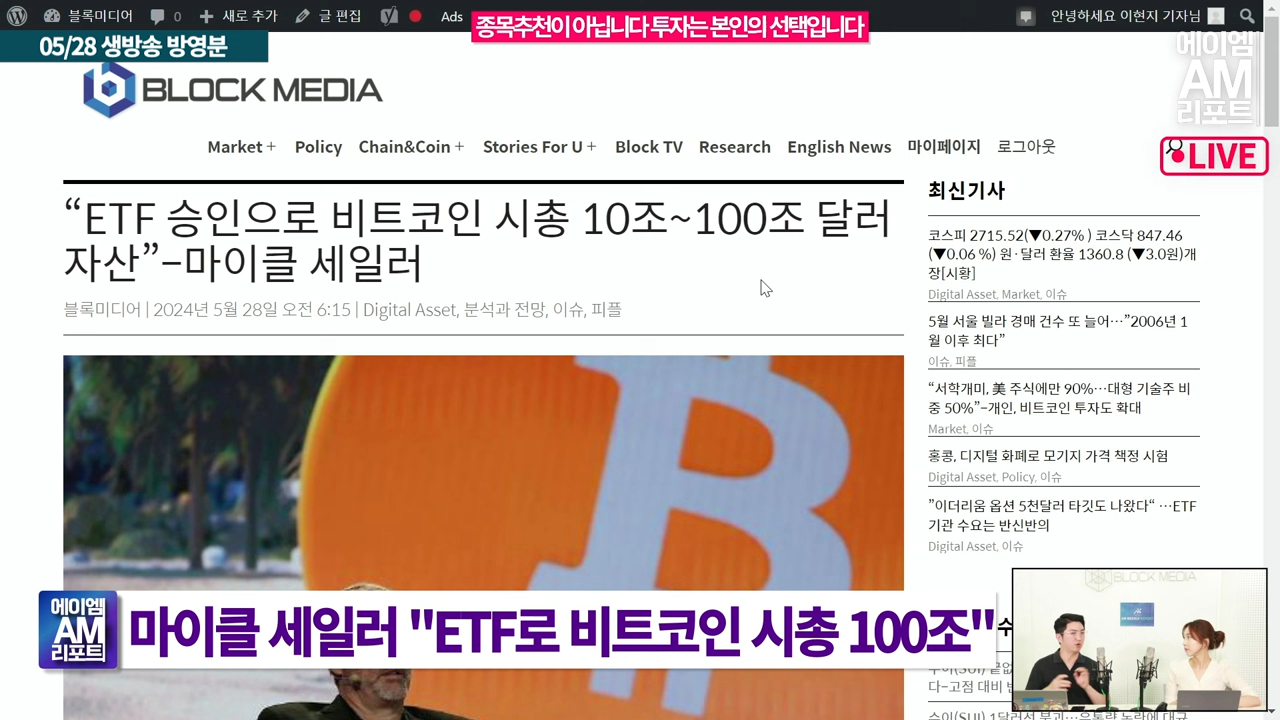 블록미디어
새로 추가
글 편집
Ads
안녕하세요 이현지 기자님
종목추천이 아닙니다 투자는 본인의 선택입니다
05/28 생방송 방영분
에이엠
AM
리포트
BLOCK MEDIA
LIVE
Market + Policy Chain&Coin + Stories For U + Block TV Research English News 마이페이지 로그아웃
“ETF 승인으로 비트코인 시총 10조~100조 달러
자산”–마이클 세일러
블록미디어 | 2024년 5월 28일 오전 6:15 | Digital Asset, 분석과 전망, 이슈, 피플
최신기사
코스피 2715.52(▼0.27% ) 코스닥 847.46
(▼0.06 %) 원·달러 환율 1360.8 (▼3.0원)개
장[시황]
Digital Asset, Market, 이슈
5월 서울 빌라 경매 건수 또 늘어…”2006년 1
월 이후 최다”
이슈, 피플
“서학개미, 美 주식에만 90%…대형 기술주 비
중 50%”–개인, 비트코인 투자도 확대
Market, 이슈
홍콩, 디지털 화폐로 모기지 가격 책정 시험
Digital Asset, Policy, 이슈
”이더리움 옵션 5천달러 타깃도 나왔다“ …ETF
기관 수요는 반신반의
Digital Asset, 이슈
에이엠
AM
리포트
마이클 세일러 "ETF로 비트코인 시총 100조"
수
다–고점 대비
BLOCK MEDIA